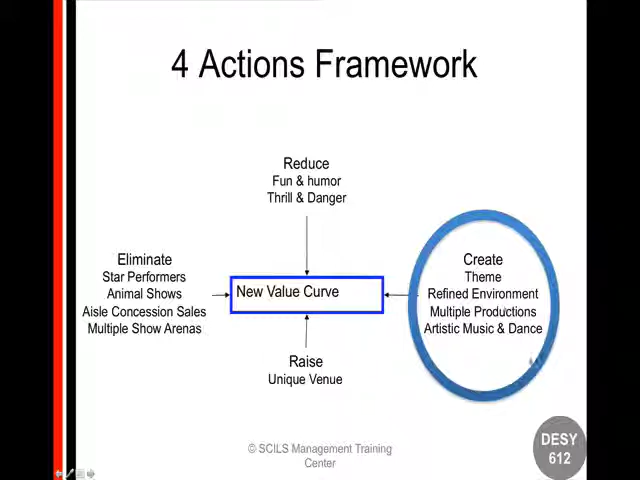 4 Actions Framework
Reduce
Fun & humor
Thrill & Danger
Eliminate
Star Performers
Animal Shows
Aisle Concession Sales
Multiple Show Arenas
New Value Curve
Create
Theme
Refined Environment
Multiple Productions
Artistic Music & Dance
Raise
Unique Venue
© SCILS Management Training
Center
DESY
612